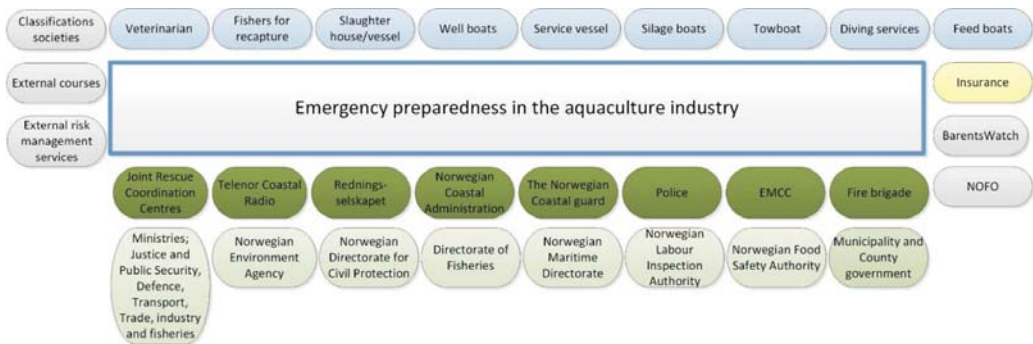 Classifications
societies
Veterinarian
Fishers for
recapture
Slaughter
house/vessel
Well boats
Service vessel
Silage boats
Towboat
Diving services
Feed boats
External courses
Insurance
Emergency preparedness in the aquaculture industry
External risk
management
services
BarentsWatch
Joint Rescue
Coordination
Centres
Telenor Coastal
Radio
Rednings-
selskapet
Norwegian
Coastal
Administration
The Norwegian
Coastal guard
Police
EMCC
Fire brigade
NOFO
Ministries;
Justice and
Public Security,
Defence,
Transport,
Trade, industry
and fisheries
Norwegian
Environment
Agency
Norwegian
Directorate for
Civil Protection
Directorate of
Fisheries
Norwegian
Maritime
Directorate
Norwegian
Labour
Inspection
Authority
Norwegian Food
Safety Authority
Municipality and
County
government